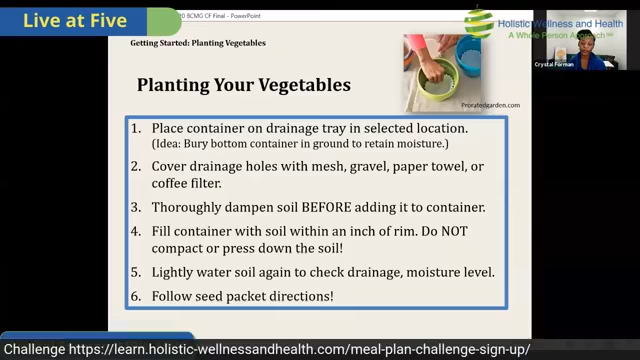 Live at Five
20 BCMG CF Final - PowerPoint
Holistic Wellness and Health
A Whole Person Approach
Crystal Forman
Getting Started: Planting Vegetables
Planting Your Vegetables
Proratedgarden.com
1. Place container on drainage tray in selected location.
(Idea: Bury bottom container in ground to retain moisture.)
2. Cover drainage holes with mesh, gravel, paper towel, or
coffee filter.
3. Thoroughly dampen soil BEFORE adding it to container.
4. Fill container with soil within an inch of rim. Do NOT
compact or press down the soil!
5. Lightly water soil again to check drainage, moisture level.
6. Follow seed packet directions!
Challenge https://learn.holistic-wellnessandhealth.com/meal-plan-challenge-sign-up/